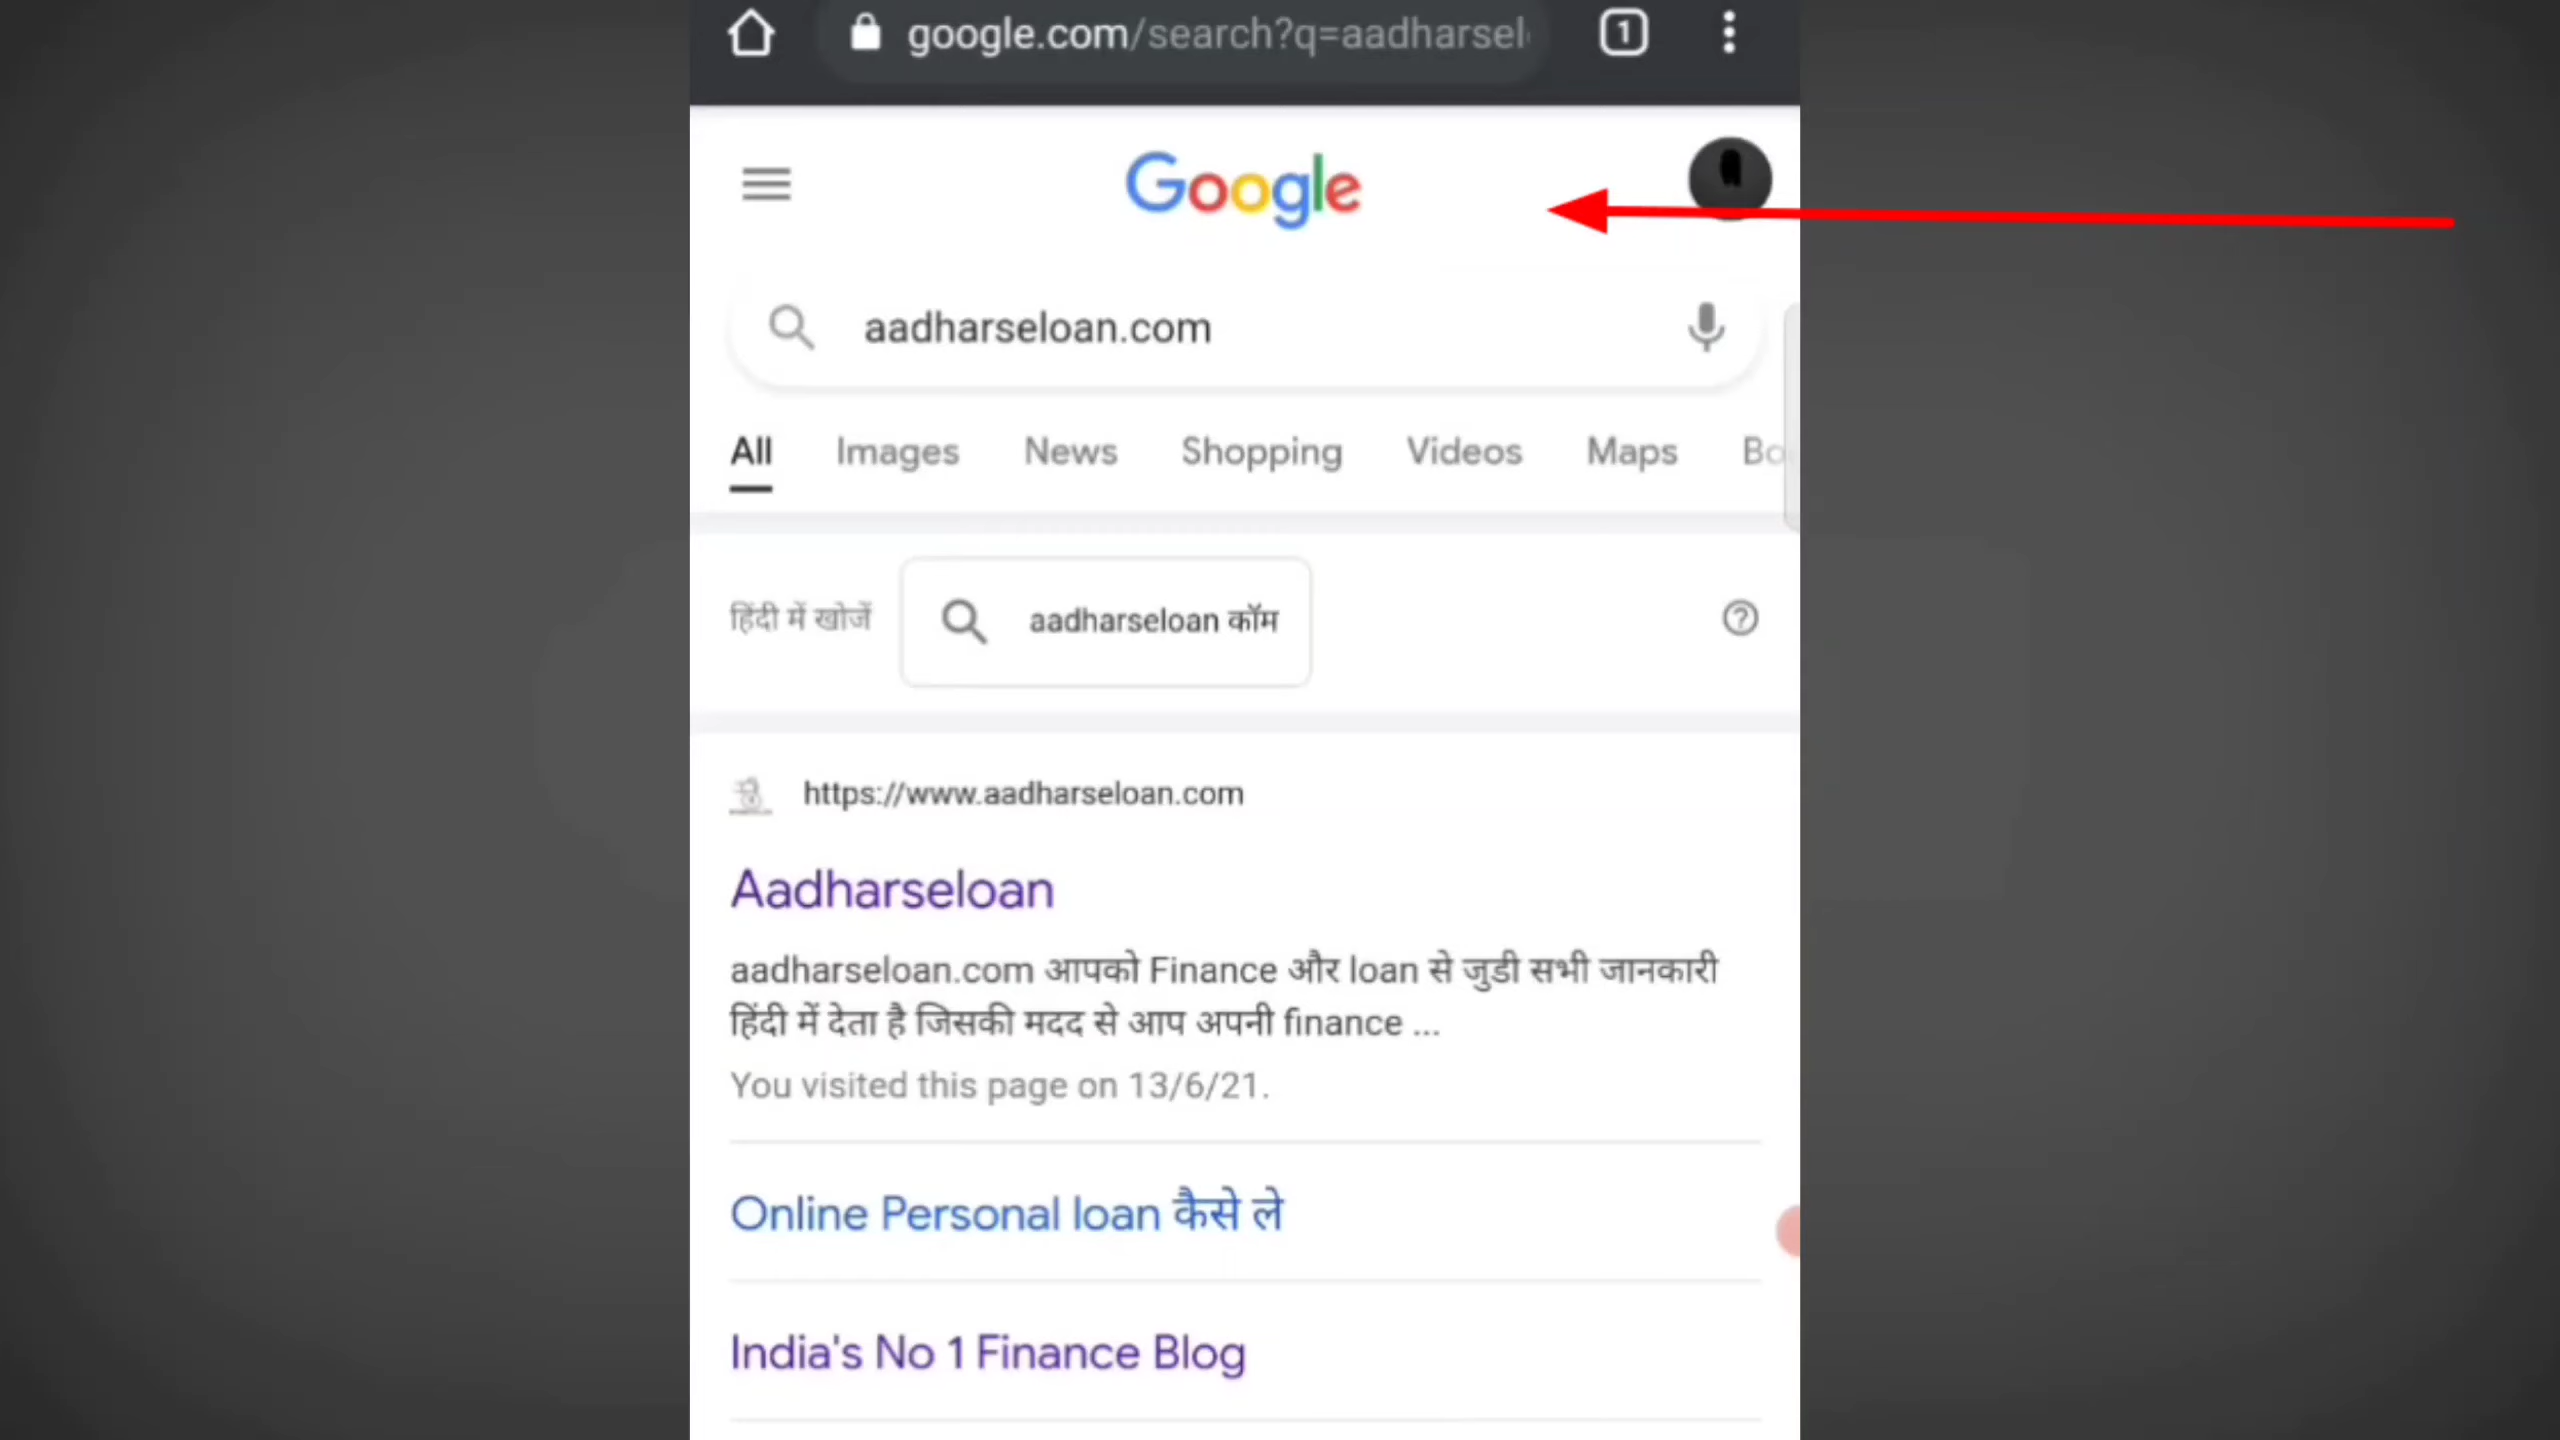 google.com/search?q=aadharsel
1
Google
aadharseloan.com
All Images News Shopping Videos Maps Bo
हिंदी में खोजें aadharseloan कॉम
https://www.aadharseloan.com
Aadharseloan
aadharseloan.com आपको Finance और loan से जुडी सभी जानकारी
हिंदी में देता है जिसकी मदद से आप अपनी finance ...
You visited this page on 13/6/21.
Online Personal loan कैसे ले
India's No 1 Finance Blog